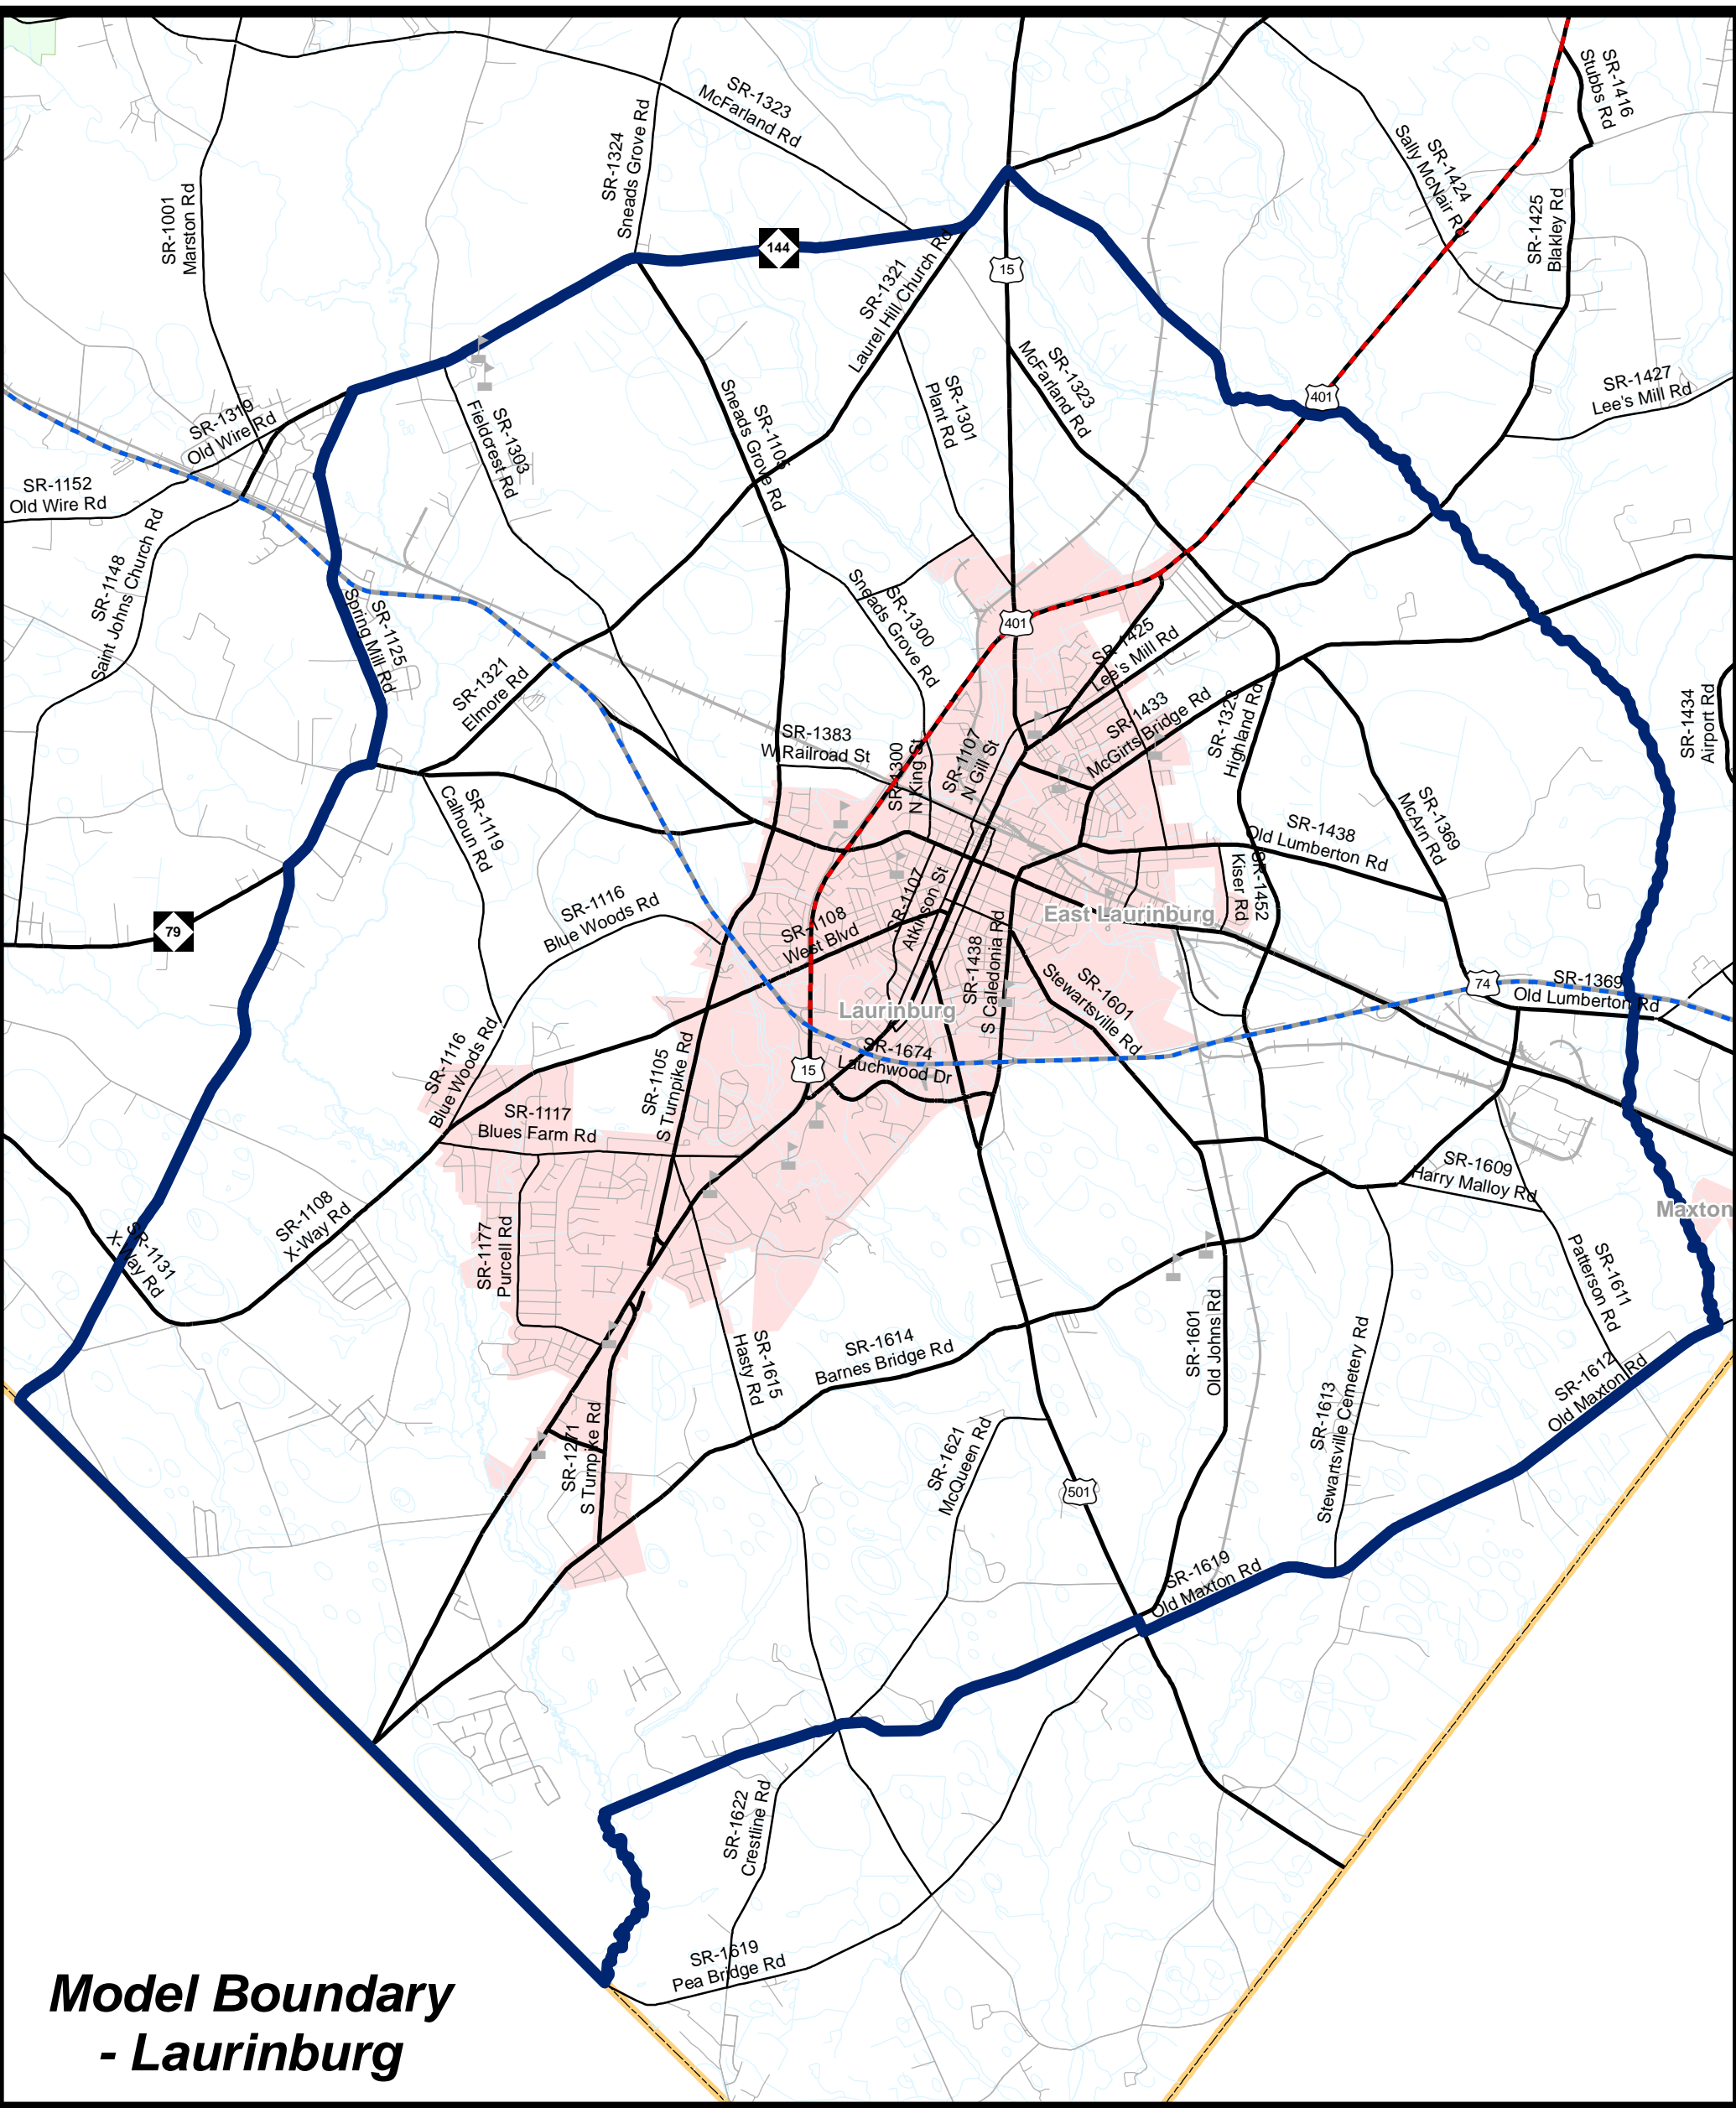 SR-1416
Stubbs Rd
SR-1323
McFarland Rd
SR-1324
Sneads Grove Rd
SR-1424
Sally McNair Rd
SR-1001
Marston Rd
SR-1425
Blakley Rd
144
15
SR-1321
Laurel Hill Church Rd
SR-1323
McFarland Rd
401
SR-1427
Lee's Mill Rd
SR-1301
Plant Rd
SR-1105
Sneads Grove Rd
SR-1319
Old Wire Rd
SR-1303
Fieldcrest Rd
SR-1152
Old Wire Rd
SR-1148
Saint Johns Church Rd
SR-1125
Spring Mill Rd
SR-1300
Sneads Grove Rd
401
SR-1425
Lee's Mill Rd
SR-1321
Elmore Rd
SR-1433
McGirts Bridge Rd
SR-1323
Highland Rd
SR-1434
Airport Rd
SR-1383
W Railroad St
SR-1300
N King St
SR-1107
N Gill St
SR-1119
Calhoun Rd
SR-1369
McArn Rd
SR-1438
Old Lumberton Rd
SR-1452
Kiser Rd
SR-1116
Blue Woods Rd
SR-1107
Atkinson St
East Laurinburg
79
SR-1108
West Blvd
SR-1438
S Caledonia Rd
SR-1601
Stewartsville Rd
74
SR-1369
Old Lumberton Rd
Laurinburg
SR-1674
Lauchwood Dr
15
SR-1116
Blue Woods Rd
SR-1105
S Turnpike Rd
SR-1117
Blues Farm Rd
SR-1609
Harry Malloy Rd
Maxton
SR-1108
X-Way Rd
SR-1131
X-Way Rd
SR-1177
Purcell Rd
SR-1611
Patterson Rd
SR-1601
Old Johns Rd
SR-1614
Barnes Bridge Rd
SR-1615
Hasty Rd
SR-1612
Old Maxton Rd
SR-1613
Stewartsville Cemetery Rd
SR-1271
S Turnpike Rd
SR-1621
McQueen Rd
501
SR-1619
Old Maxton Rd
SR-1622
Crestline Rd
SR-1619
Pea Bridge Rd
Model Boundary
- Laurinburg